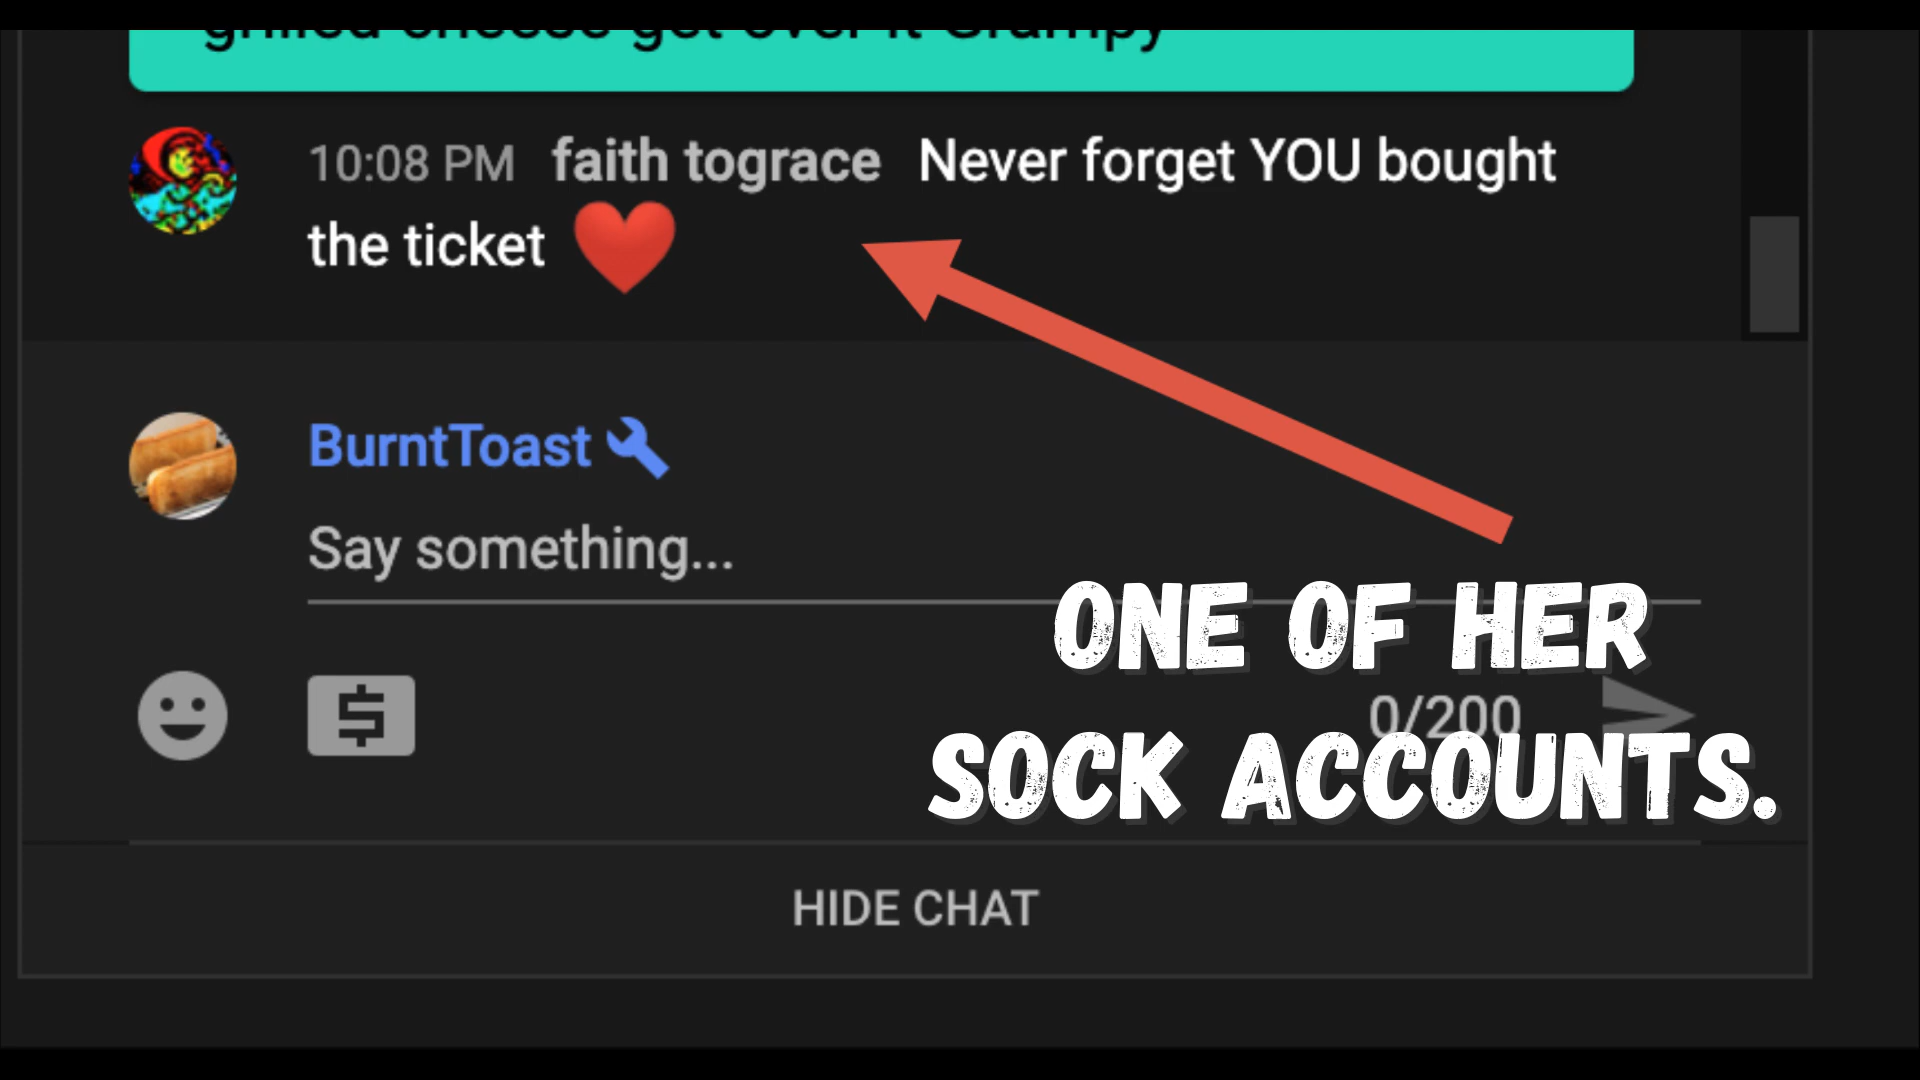 grilled cheese get over it Grampy
10:08 PM faith tograce Never forget YOU bought
the ticket ❤️
BurntToast
Say something...
ONE OF HER
0/200
SOCK ACCOUNTS.
HIDE CHAT